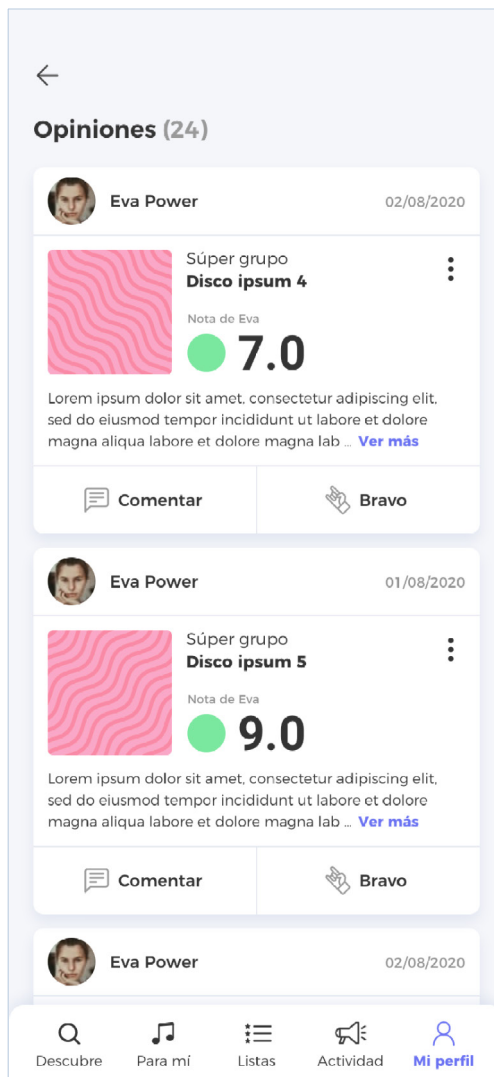 Opiniones (24)
Eva Power
02/08/2020
Súper grupo
Disco ipsum 4
Nota de Eva
7.0
Lorem ipsum dolor sit amet, consectetur adipiscing elit,
sed do eiusmod tempor incididunt ut labore et dolore
magna aliqua labore et dolore magna lab ... Ver más
Comentar
Bravo
Eva Power
01/08/2020
Súper grupo
Disco ipsum 5
Nota de Eva
9.0
Lorem ipsum dolor sit amet, consectetur adipiscing elit,
sed do eiusmod tempor incididunt ut labore et dolore
magna aliqua labore et dolore magna lab ... Ver más
Comentar
Bravo
Eva Power
02/08/2020
Descubre
Para mí
Listas
Actividad
Mi perfil